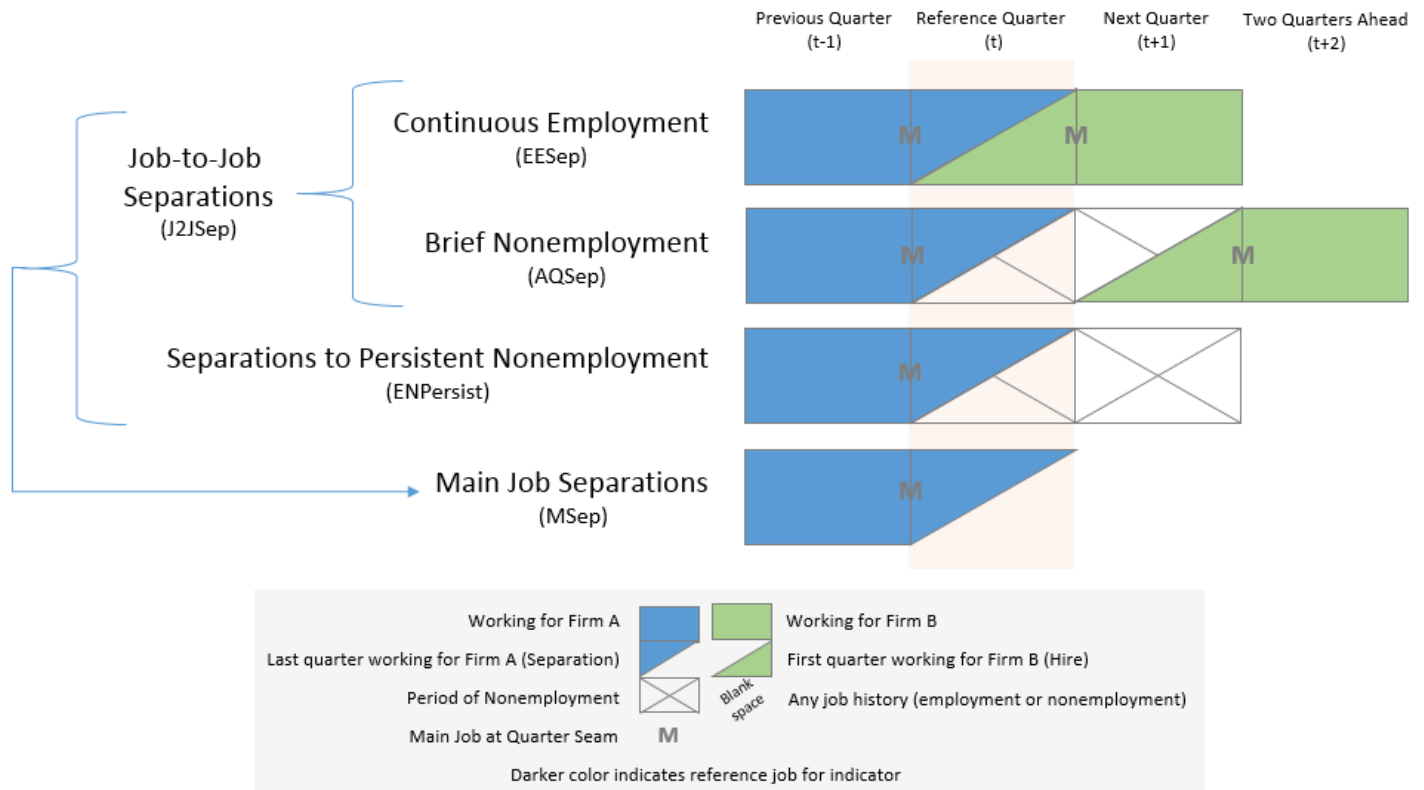 Previous Quarter
(t-1)
Reference Quarter
(t)
Next Quarter
(t+1)
Two Quarters Ahead
(t+2)
Job-to-Job
Separations
(J2JSep)
Continuous Employment
(EESep)
M
M
Brief Nonemployment
(AQSep)
M
M
Separations to Persistent Nonemployment
(ENPersist)
M
Main Job Separations
(MSep)
M
Working for Firm A
Working for Firm B
Last quarter working for Firm A (Separation)
First quarter working for Firm B (Hire)
Period of Nonemployment
Blank
space
Any job history (employment or nonemployment)
Main Job at Quarter Seam
M
Darker color indicates reference job for indicator